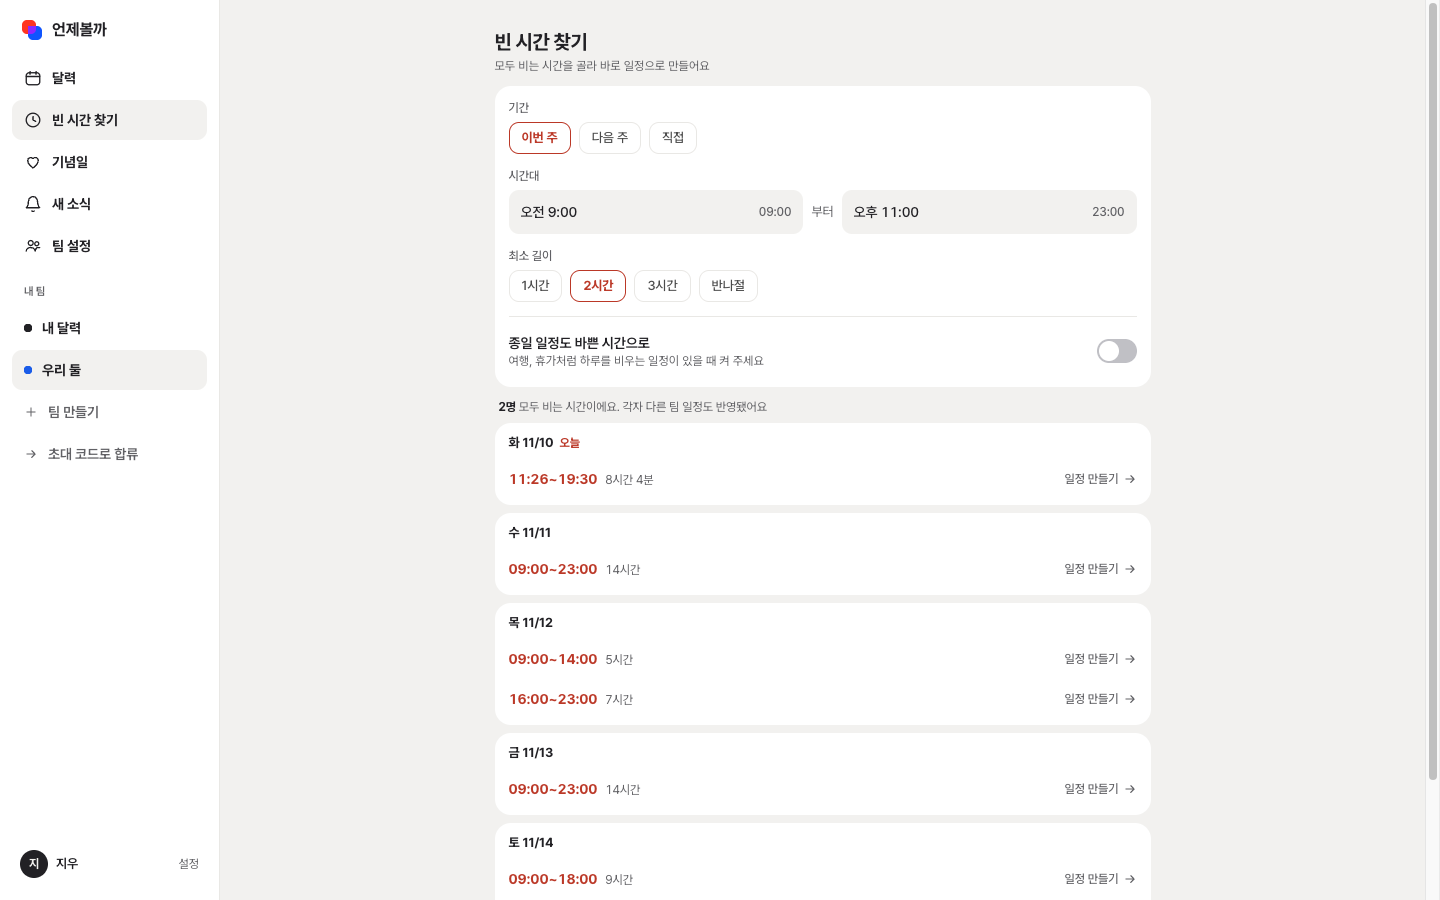 언제볼까
달력
빈 시간 찾기
기념일
새 소식
팀 설정
내 팀
내 달력
우리 둘
팀 만들기
초대 코드로 합류
지 지우 설정
빈 시간 찾기
모두 비는 시간을 골라 바로 일정으로 만들어요
기간
이번 주 다음 주 직접
시간대
오전 9:00 09:00 부터 오후 11:00 23:00
최소 길이
1시간 2시간 3시간 반나절
종일 일정도 바쁜 시간으로
여행, 휴가처럼 하루를 비우는 일정이 있을 때 켜 주세요
2명 모두 비는 시간이에요. 각자 다른 팀 일정도 반영됐어요
화 11/10 오늘
11:26~19:30 8시간 4분 일정 만들기 →
수 11/11
09:00~23:00 14시간 일정 만들기 →
목 11/12
09:00~14:00 5시간 일정 만들기 →
16:00~23:00 7시간 일정 만들기 →
금 11/13
09:00~23:00 14시간 일정 만들기 →
토 11/14
09:00~18:00 9시간 일정 만들기 →